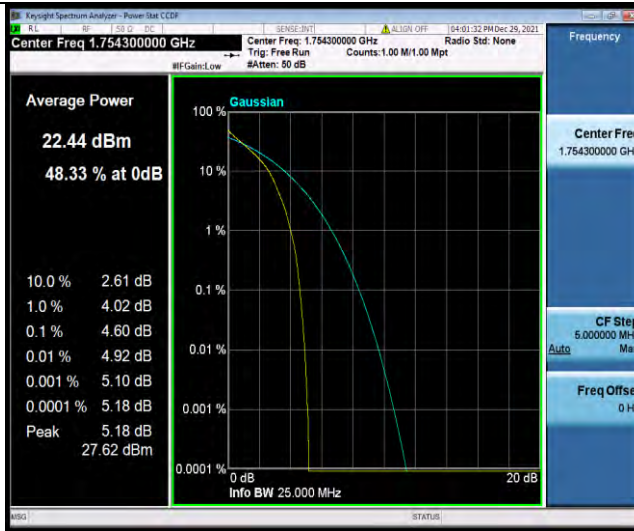 Keysight Spectrum Analyzer - Power Stat CCDF
RL RF 50 Ω DC SENSE:INT ALIGN OFF 04:01:32 PM Dec 29, 2021
Center Freq 1.754300000 GHz
Center Freq: 1.754300000 GHz Radio Std: None
Trig: Free Run Counts:1.00 M/1.00 Mpt
#IFGain:Low #Atten: 50 dB
Frequency
Average Power
22.44 dBm
48.33 % at 0dB
10.0 % 2.61 dB
1.0 % 4.02 dB
0.1 % 4.60 dB
0.01 % 4.92 dB
0.001 % 5.10 dB
0.0001 % 5.18 dB
Peak 5.18 dB
27.62 dBm
Gaussian
100 %
10 %
1 %
0.1 %
0.01 %
0.001 %
0.0001 %
0 dB 20 dB
Info BW 25.000 MHz
Center Fre
1.754300000 GH
CF Ste
5.000000 MH
Auto Ma
Freq Offse
0 H
MSG STATUS